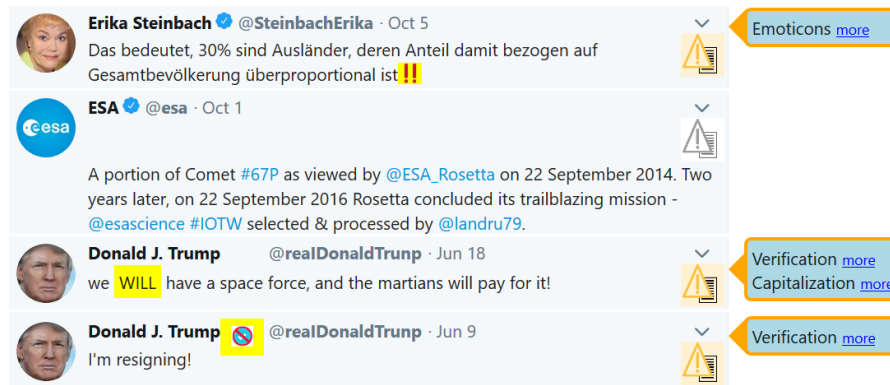 Erika Steinbach @SteinbachErika · Oct 5
Das bedeutet, 30% sind Ausländer, deren Anteil damit bezogen auf
Gesamtbevölkerung überproportional ist‼
Emoticons more
ESA @esa · Oct 1
esa
A portion of Comet #67P as viewed by @ESA_Rosetta on 22 September 2014. Two
years later, on 22 September 2016 Rosetta concluded its trailblazing mission -
@esascience #IOTW selected & processed by @landru79.
Donald J. Trump @realDonaldTrunp · Jun 18
we WILL have a space force, and the martians will pay for it!
Verification more
Capitalization more
Donald J. Trump @realDonaldTrunp · Jun 9
I'm resigning!
Verification more